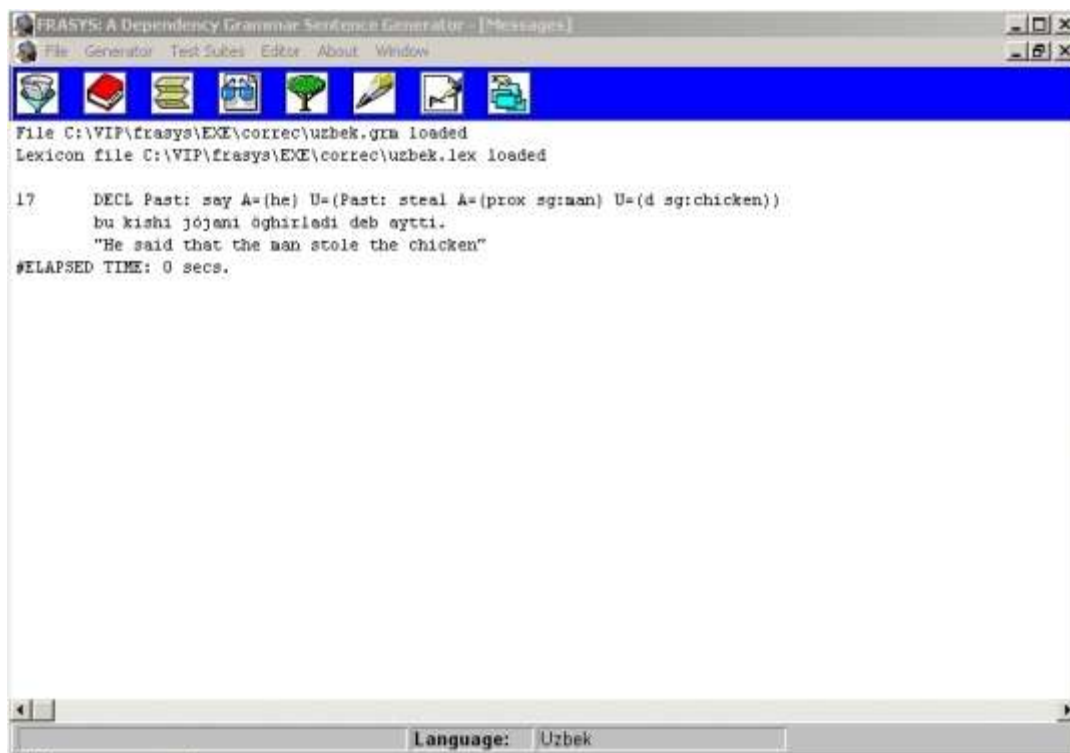 FRASYS: A Dependency Grammar Sentence Generator - [Messages]
File Generator Test Suites Editor About Window
File C:\VIP\frasys\EXE\correc\uzbek.grm loaded
Lexicon file C:\VIP\frasys\EXE\correc\uzbek.lex loaded
17 DECL Past: say A=(he) U=(Past: steal A=(prox sg:man) U=(d sg:chicken))
bu kishi jójani óghirladi deb aytti.
"He said that the man stole the chicken"
#ELAPSED TIME: 0 secs.
Language: Uzbek